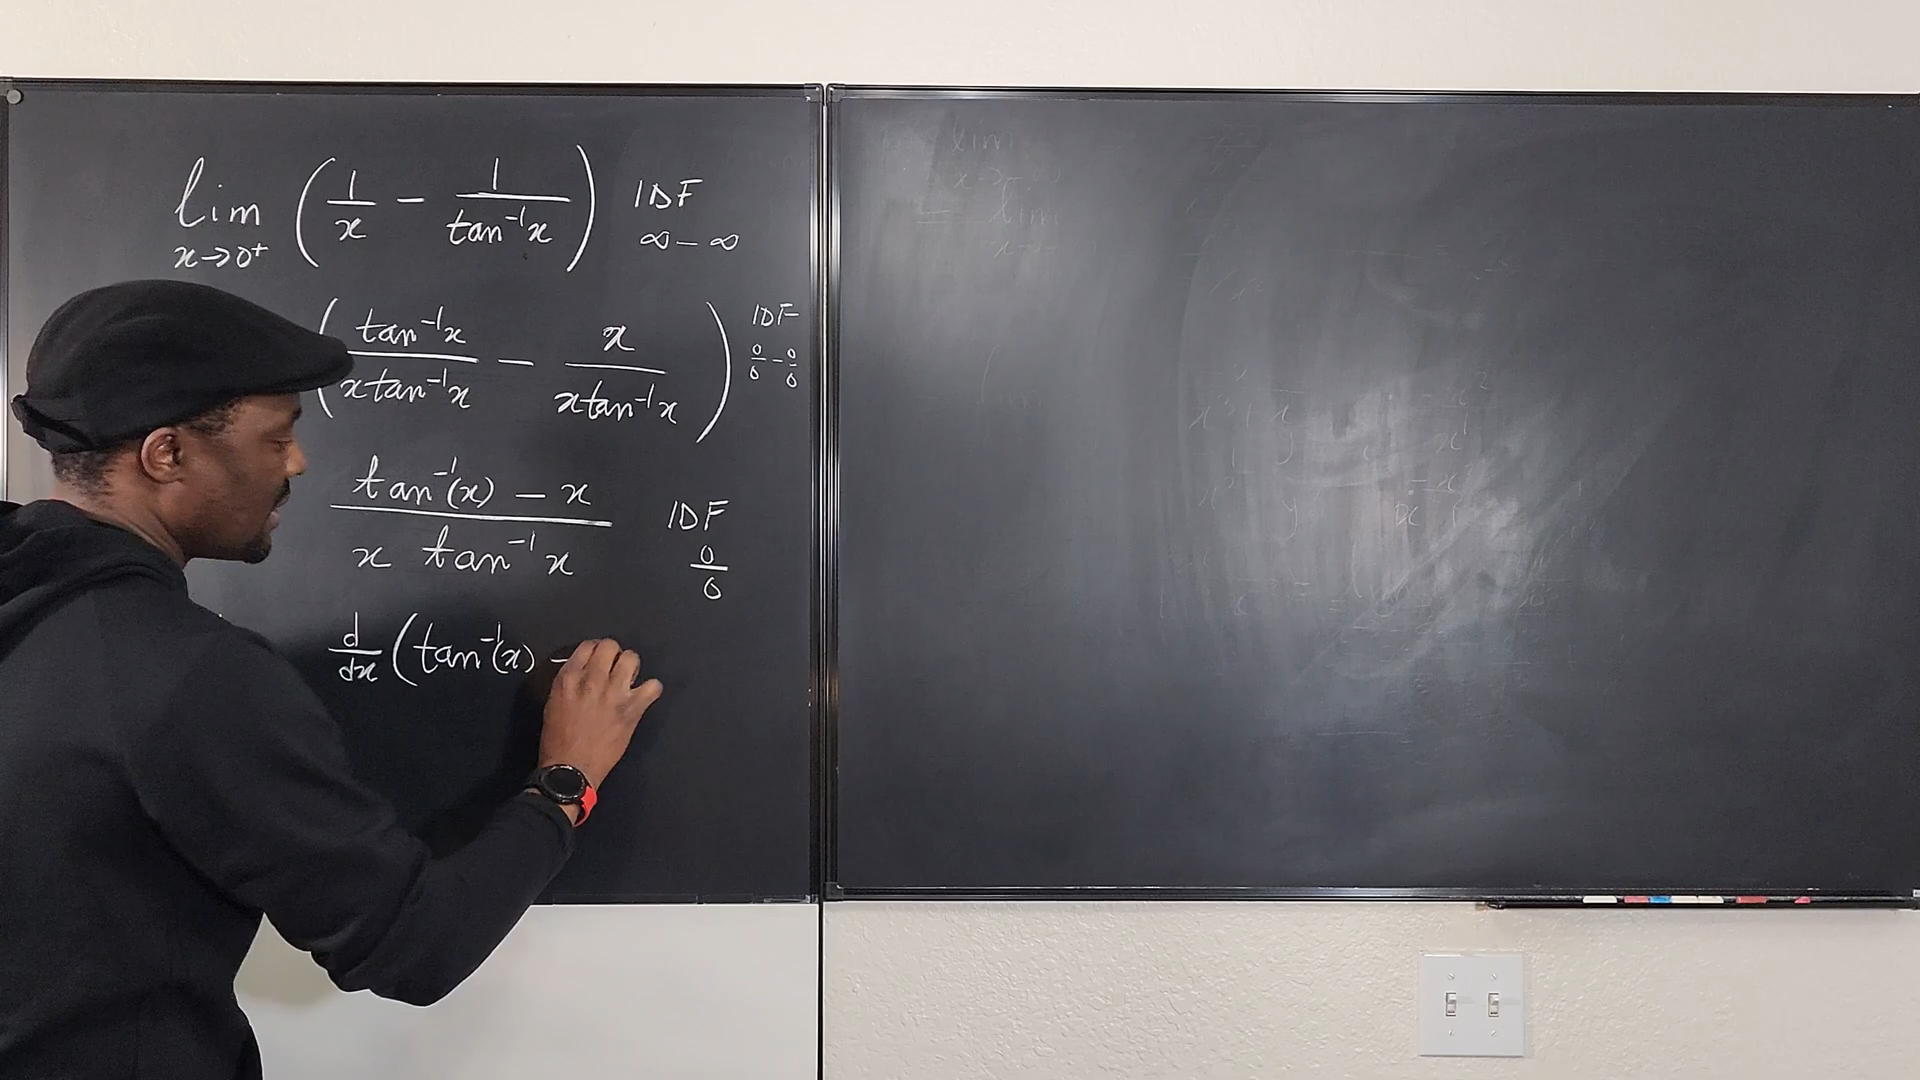 lim x→0⁺ (1/x − 1/tan⁻¹x) IDF ∞ − ∞
(tan⁻¹x/xtan⁻¹x − x/xtan⁻¹x) IDF 0/0 − 0/0
tan⁻¹(x) − x / x tan⁻¹x IDF 0/0
d/dx (tan⁻¹(x) −
lim